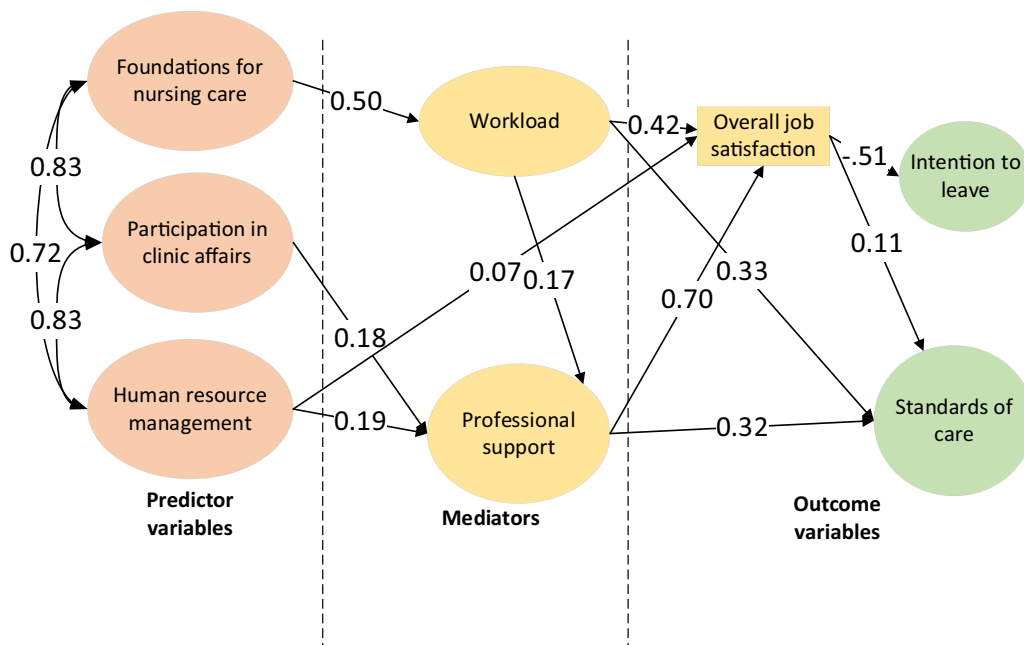 Foundations for
nursing care
0.50
Workload
0.42
Overall job
satisfaction
-.51
Intention to
leave
0.83
Participation in
clinic affairs
0.72
0.07
0.17
0.70
0.33
0.11
0.83
0.18
Human resource
management
0.19
Professional
support
0.32
Standards of
care
Predictor
variables
Mediators
Outcome
variables